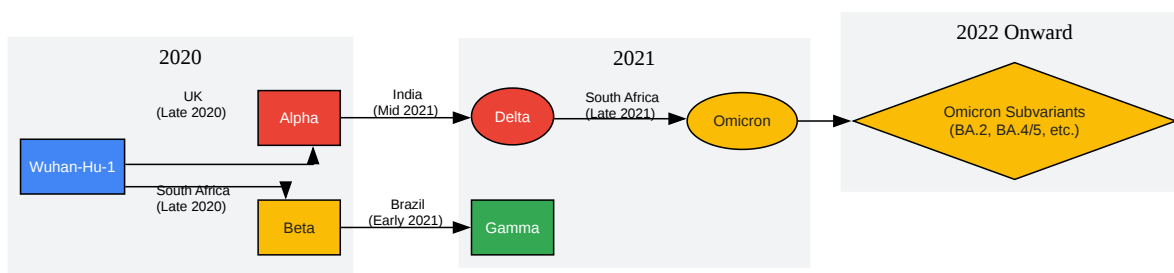 2020
2021
2022 Onward
UK
(Late 2020)
Alpha
India
(Mid 2021)
Delta
South Africa
(Late 2021)
Omicron
Omicron Subvariants
(BA.2, BA.4/5, etc.)
Wuhan-Hu-1
South Africa
(Late 2020)
Beta
Brazil
(Early 2021)
Gamma